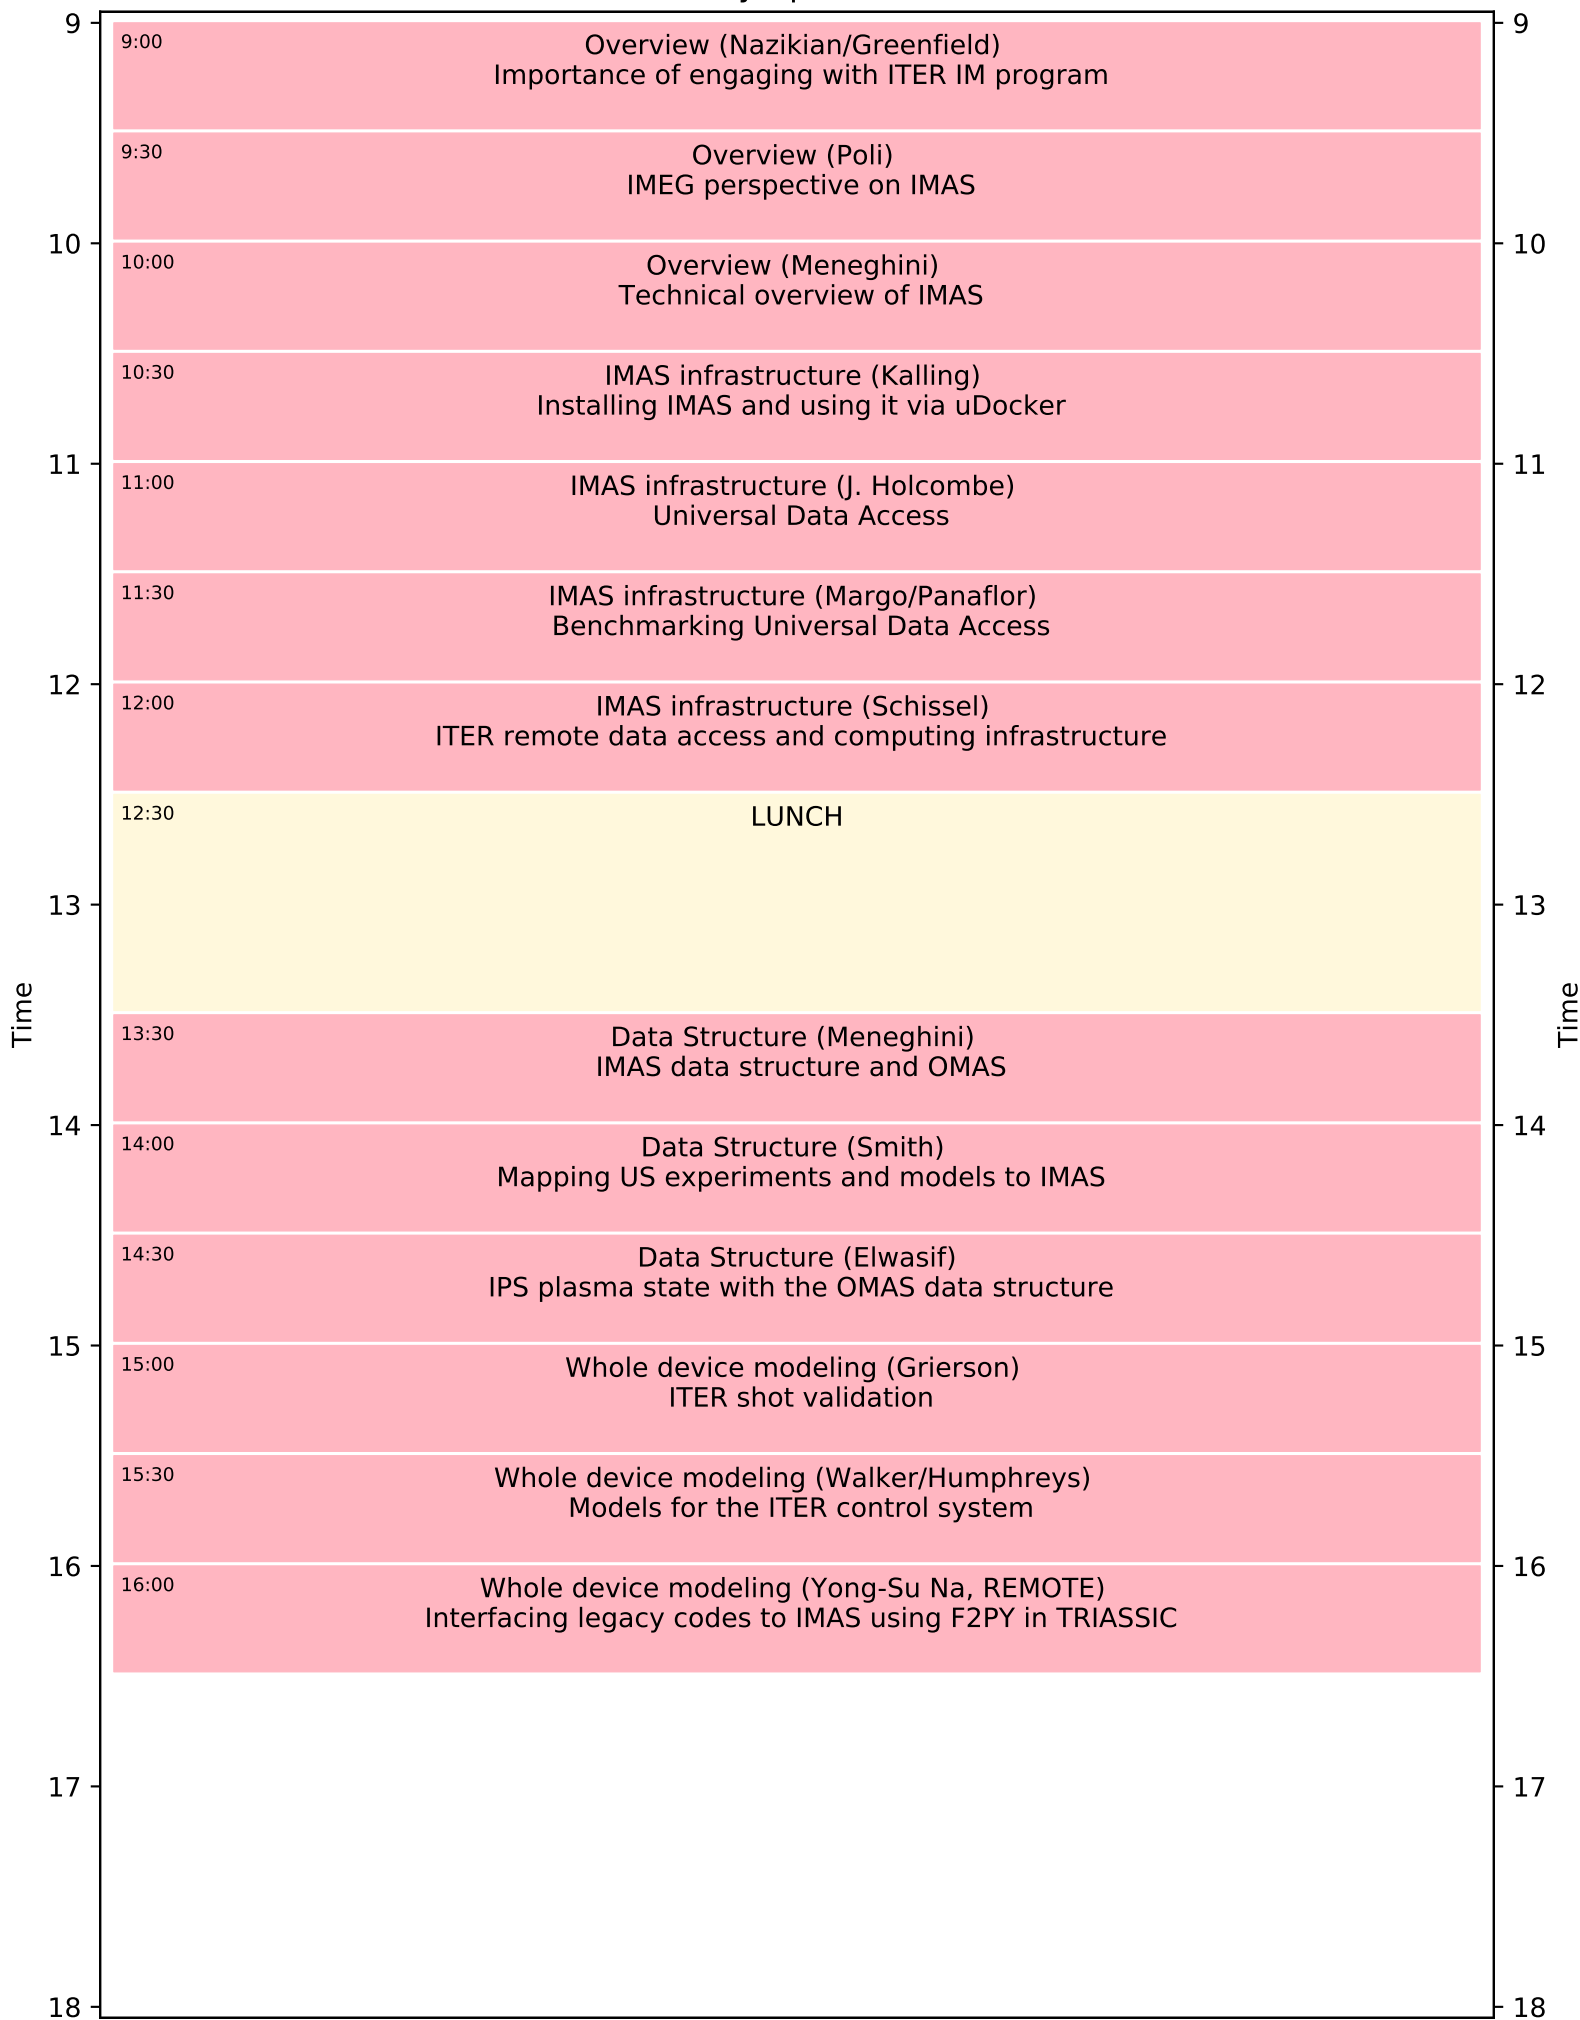 9
9
9:00
Overview (Nazikian/Greenfield)
Importance of engaging with ITER IM program
9:30
Overview (Poli)
IMEG perspective on IMAS
10
10
10:00
Overview (Meneghini)
Technical overview of IMAS
10:30
IMAS infrastructure (Kalling)
Installing IMAS and using it via uDocker
11
11
11:00
IMAS infrastructure (J. Holcombe)
Universal Data Access
11:30
IMAS infrastructure (Margo/Panaflor)
Benchmarking Universal Data Access
12
12
12:00
IMAS infrastructure (Schissel)
ITER remote data access and computing infrastructure
12:30
LUNCH
13
13
Time
Time
13:30
Data Structure (Meneghini)
IMAS data structure and OMAS
14
14
14:00
Data Structure (Smith)
Mapping US experiments and models to IMAS
14:30
Data Structure (Elwasif)
IPS plasma state with the OMAS data structure
15
15
15:00
Whole device modeling (Grierson)
ITER shot validation
15:30
Whole device modeling (Walker/Humphreys)
Models for the ITER control system
16
16
16:00
Whole device modeling (Yong-Su Na, REMOTE)
Interfacing legacy codes to IMAS using F2PY in TRIASSIC
17
17
18
18